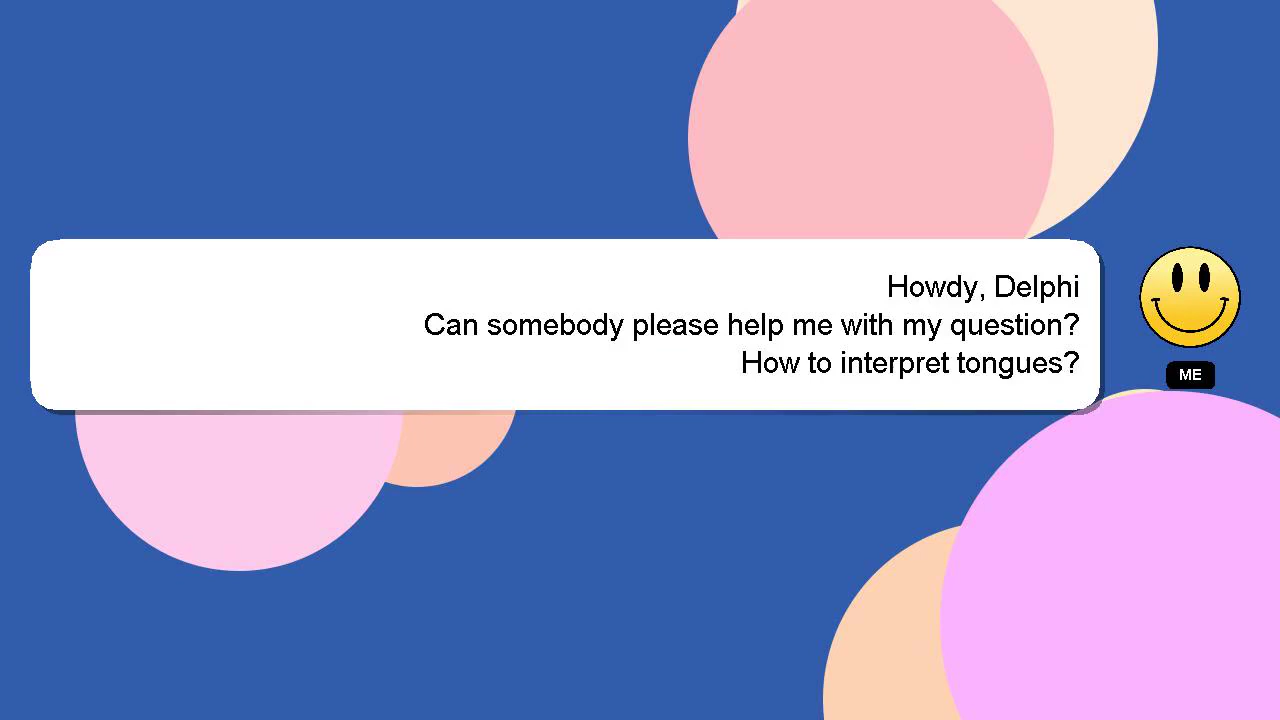 Howdy, Delphi
Can somebody please help me with my question?
How to interpret tongues?
ME